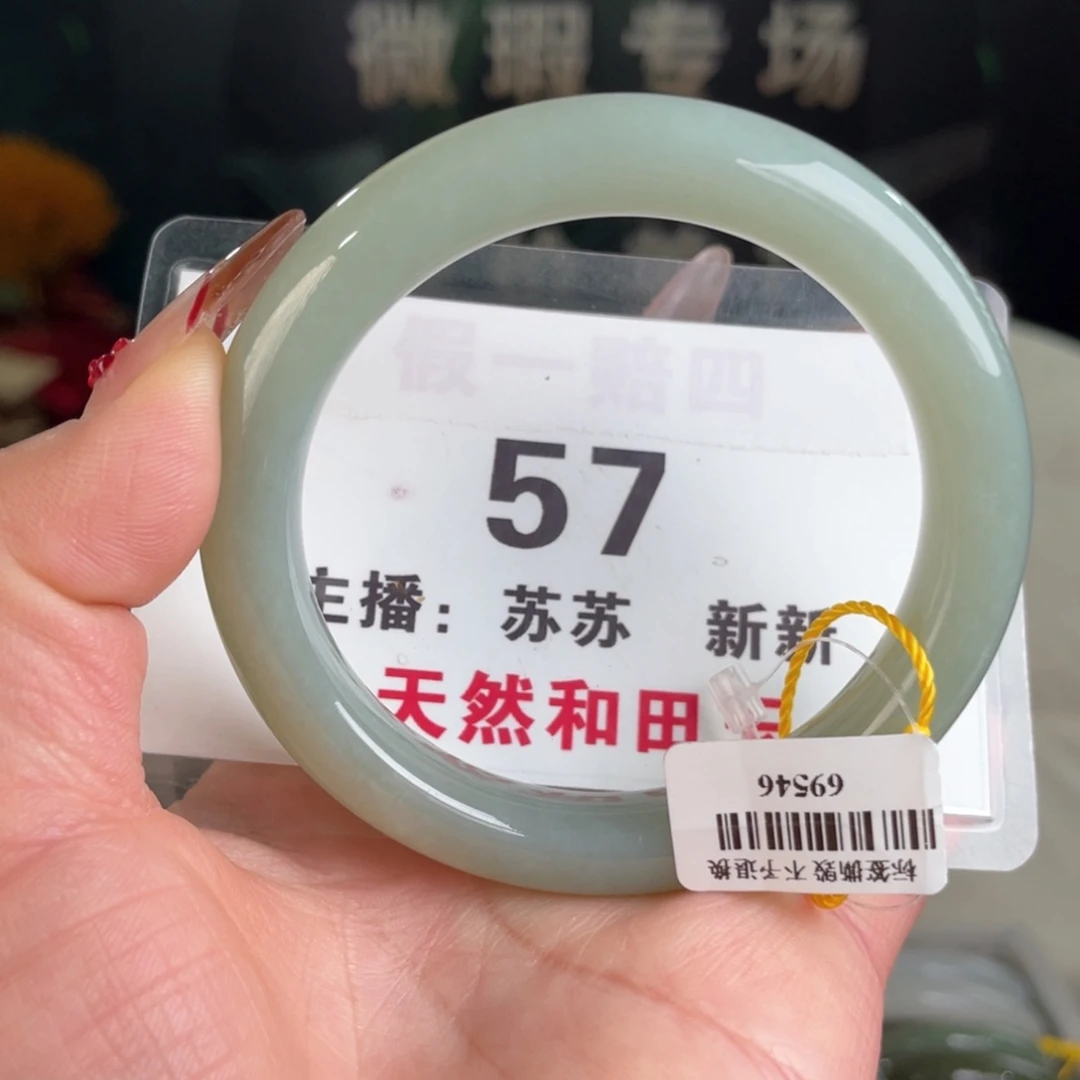 微瑕专场
假一赔四
57
主播：苏苏 新新
天然和田
69546
标签撕毁 不予退换